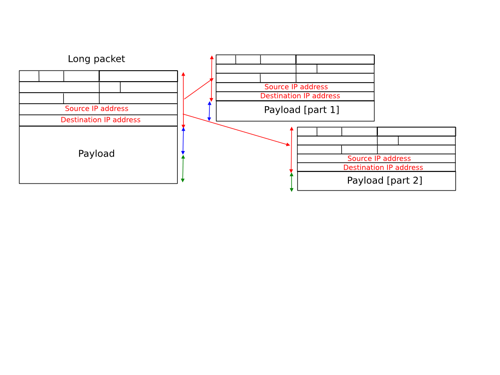 Long packet
Source IP address
Destination IP address
Payload
Source IP address
Destination IP address
Payload [part 1]
Source IP address
Destination IP address
Payload [part 2]